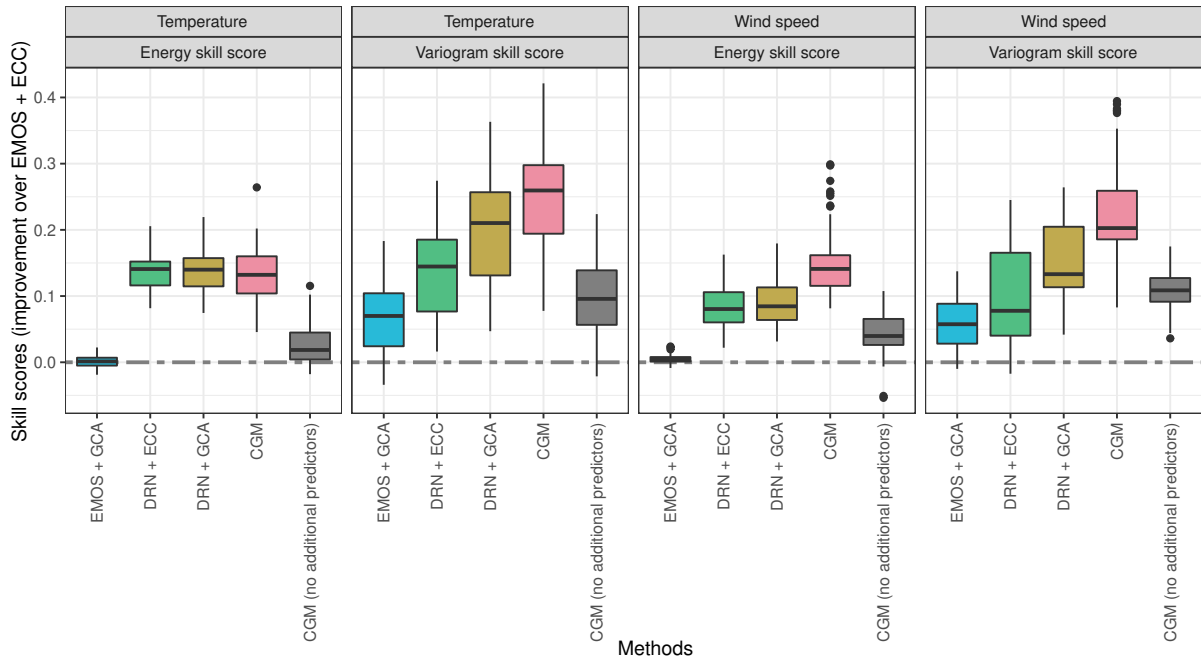 Temperature
Temperature
Wind speed
Wind speed
Energy skill score
Variogram skill score
Energy skill score
Variogram skill score
Skill scores (improvement over EMOS + ECC)
0.4
0.3
0.2
0.1
0.0
EMOS + GCA
DRN + ECC
DRN + GCA
CGM
CGM (no additional predictors)
EMOS + GCA
DRN + ECC
DRN + GCA
CGM
CGM (no additional predictors)
EMOS + GCA
DRN + ECC
DRN + GCA
CGM
CGM (no additional predictors)
EMOS + GCA
DRN + ECC
DRN + GCA
CGM
CGM (no additional predictors)
Methods